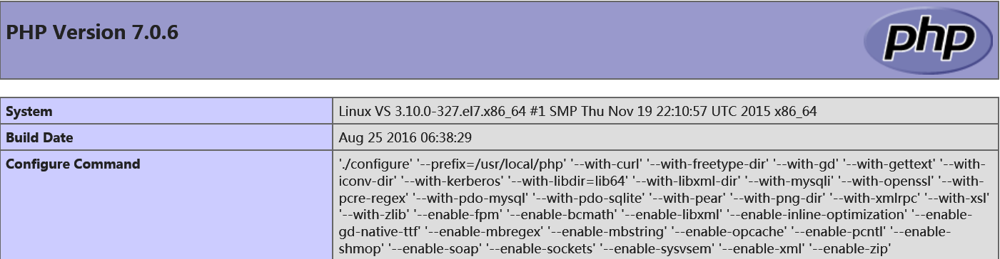 PHP Version 7.0.6
php
System
Linux VS 3.10.0-327.el7.x86_64 #1 SMP Thu Nov 19 22:10:57 UTC 2015 x86_64
Build Date
Aug 25 2016 06:38:29
Configure Command
'./configure' '--prefix=/usr/local/php' '--with-curl' '--with-freetype-dir' '--with-gd' '--with-gettext' '--with-
iconv-dir' '--with-kerberos' '--with-libdir=lib64' '--with-libxml-dir' '--with-mysqli' '--with-openssl' '--with-
pcre-regex' '--with-pdo-mysql' '--with-pdo-sqlite' '--with-pear' '--with-png-dir' '--with-xmlrpc' '--with-xsl'
'--with-zlib' '--enable-fpm' '--enable-bcmath' '--enable-libxml' '--enable-inline-optimization' '--enable-
gd-native-ttf' '--enable-mbregex' '--enable-mbstring' '--enable-opcache' '--enable-pcntl' '--enable-
shmop' '--enable-soap' '--enable-sockets' '--enable-sysvsem' '--enable-xml' '--enable-zip'